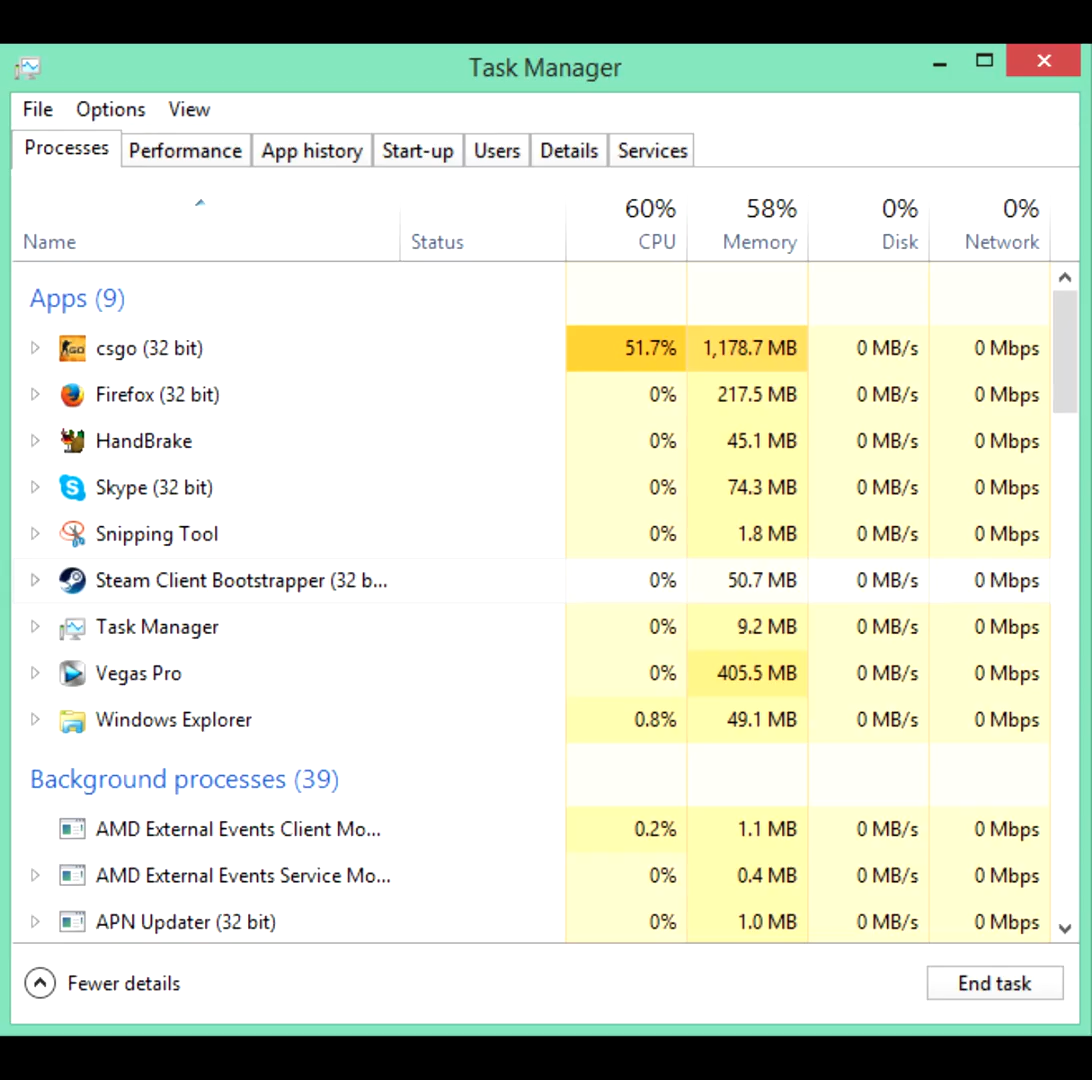 Task Manager
File Options View
Processes Performance App history Start-up Users Details Services
60% 58% 0% 0%
Name Status CPU Memory Disk Network
Apps (9)
csgo (32 bit) 51.7% 1,178.7 MB 0 MB/s 0 Mbps
Firefox (32 bit) 0% 217.5 MB 0 MB/s 0 Mbps
HandBrake 0% 45.1 MB 0 MB/s 0 Mbps
Skype (32 bit) 0% 74.3 MB 0 MB/s 0 Mbps
Snipping Tool 0% 1.8 MB 0 MB/s 0 Mbps
Steam Client Bootstrapper (32 b... 0% 50.7 MB 0 MB/s 0 Mbps
Task Manager 0% 9.2 MB 0 MB/s 0 Mbps
Vegas Pro 0% 405.5 MB 0 MB/s 0 Mbps
Windows Explorer 0.8% 49.1 MB 0 MB/s 0 Mbps
Background processes (39)
AMD External Events Client Mo... 0.2% 1.1 MB 0 MB/s 0 Mbps
AMD External Events Service Mo... 0% 0.4 MB 0 MB/s 0 Mbps
APN Updater (32 bit) 0% 1.0 MB 0 MB/s 0 Mbps
Fewer details End task